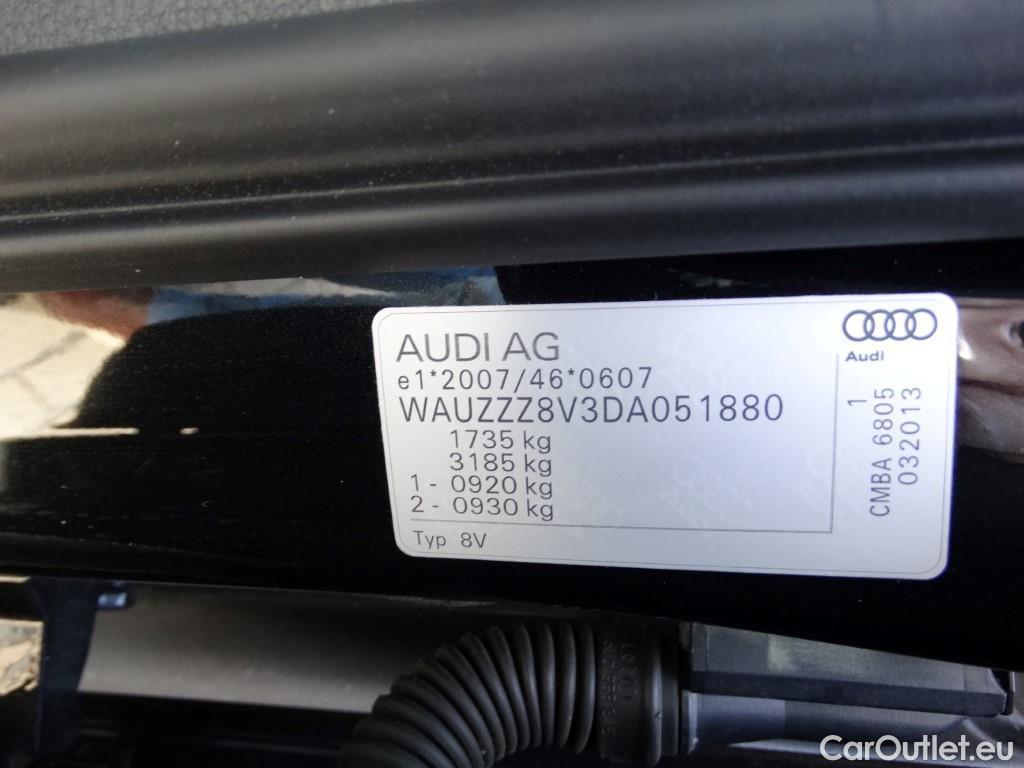 AUDI AG
e1*2007/46*0607
WAUZZZ8V3DA051880
1735 kg
3185 kg
1- 0920 kg
2- 0930 kg
Typ 8V
Audi
1
CMBA 6805
032013
CarOutlet.eu